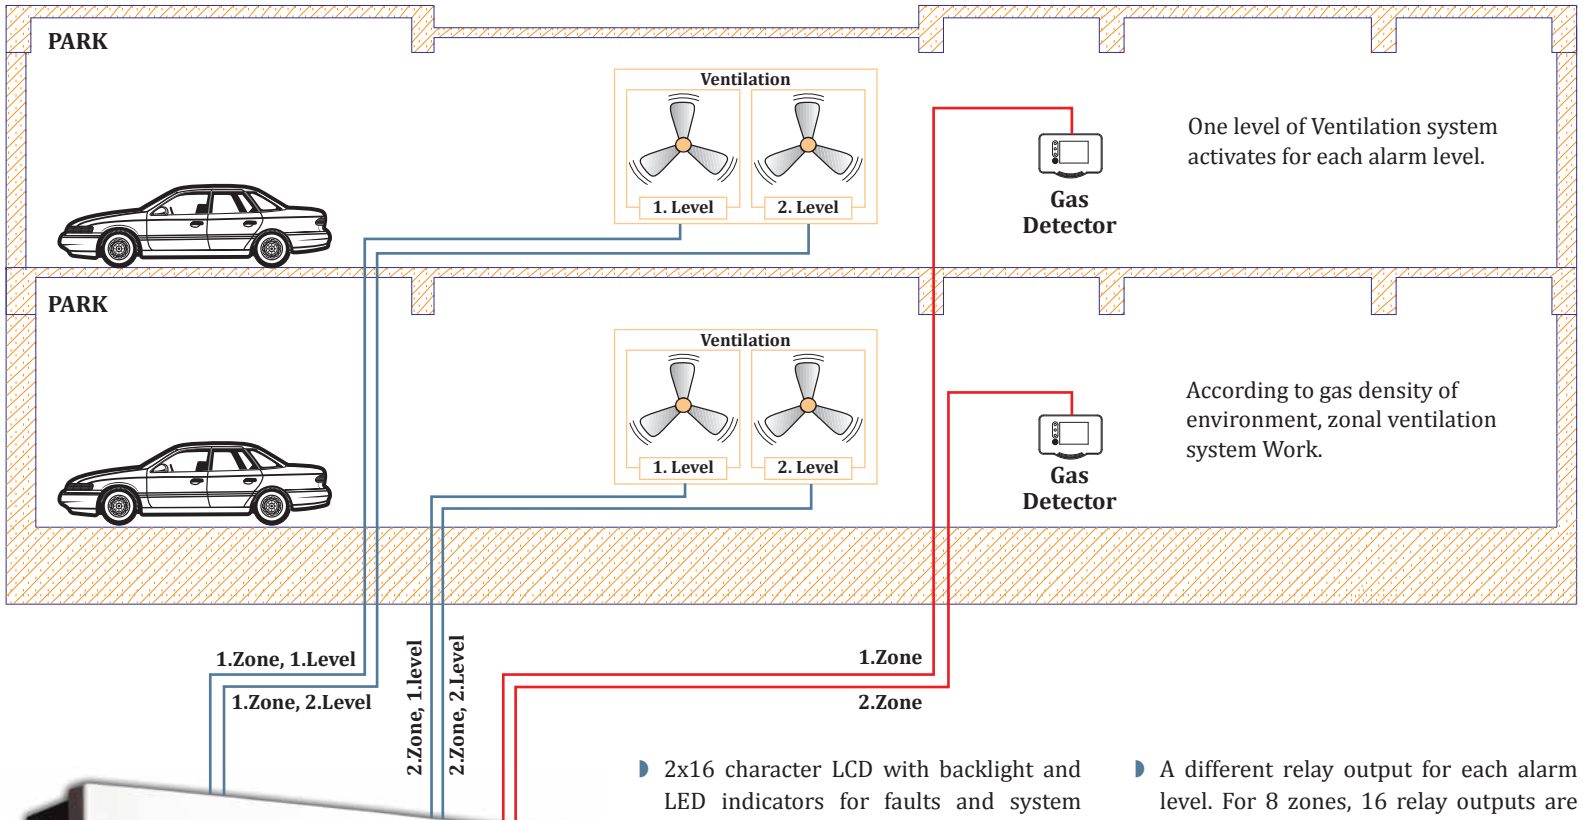 PARK
Ventilation
1. Level
2. Level
Gas
Detector
One level of Ventilation system
activates for each alarm level.
PARK
Ventilation
1. Level
2. Level
Gas
Detector
According to gas density of
environment, zonal ventilation
system Work.
1.Zone, 1.Level
1.Zone, 2.Level
2.Zone, 1.level
2.Zone, 2.Level
1.Zone
2.Zone
2x16 character LCD with backlight and
LED indicators for faults and system
A different relay output for each alarm
level. For 8 zones, 16 relay outputs are